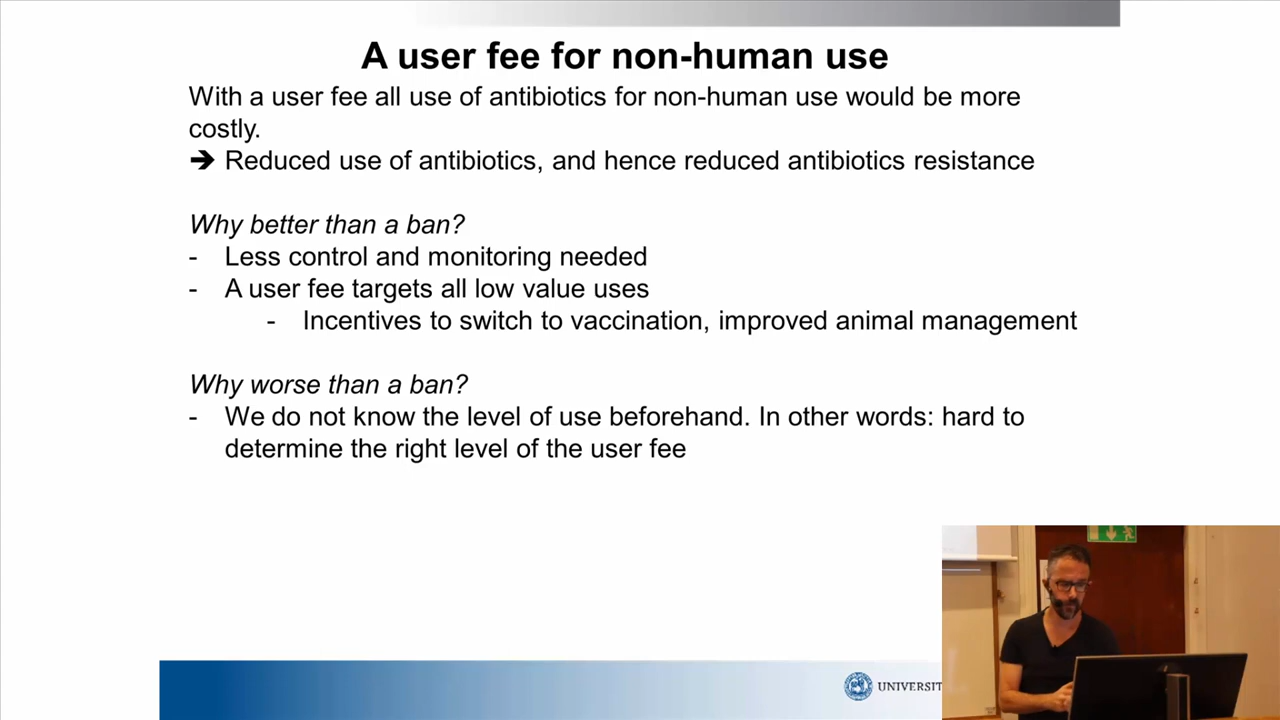 A user fee for non-human use
With a user fee all use of antibiotics for non-human use would be more
costly.
➔ Reduced use of antibiotics, and hence reduced antibiotics resistance
Why better than a ban?
- Less control and monitoring needed
- A user fee targets all low value uses
- Incentives to switch to vaccination, improved animal management
Why worse than a ban?
- We do not know the level of use beforehand. In other words: hard to
determine the right level of the user fee